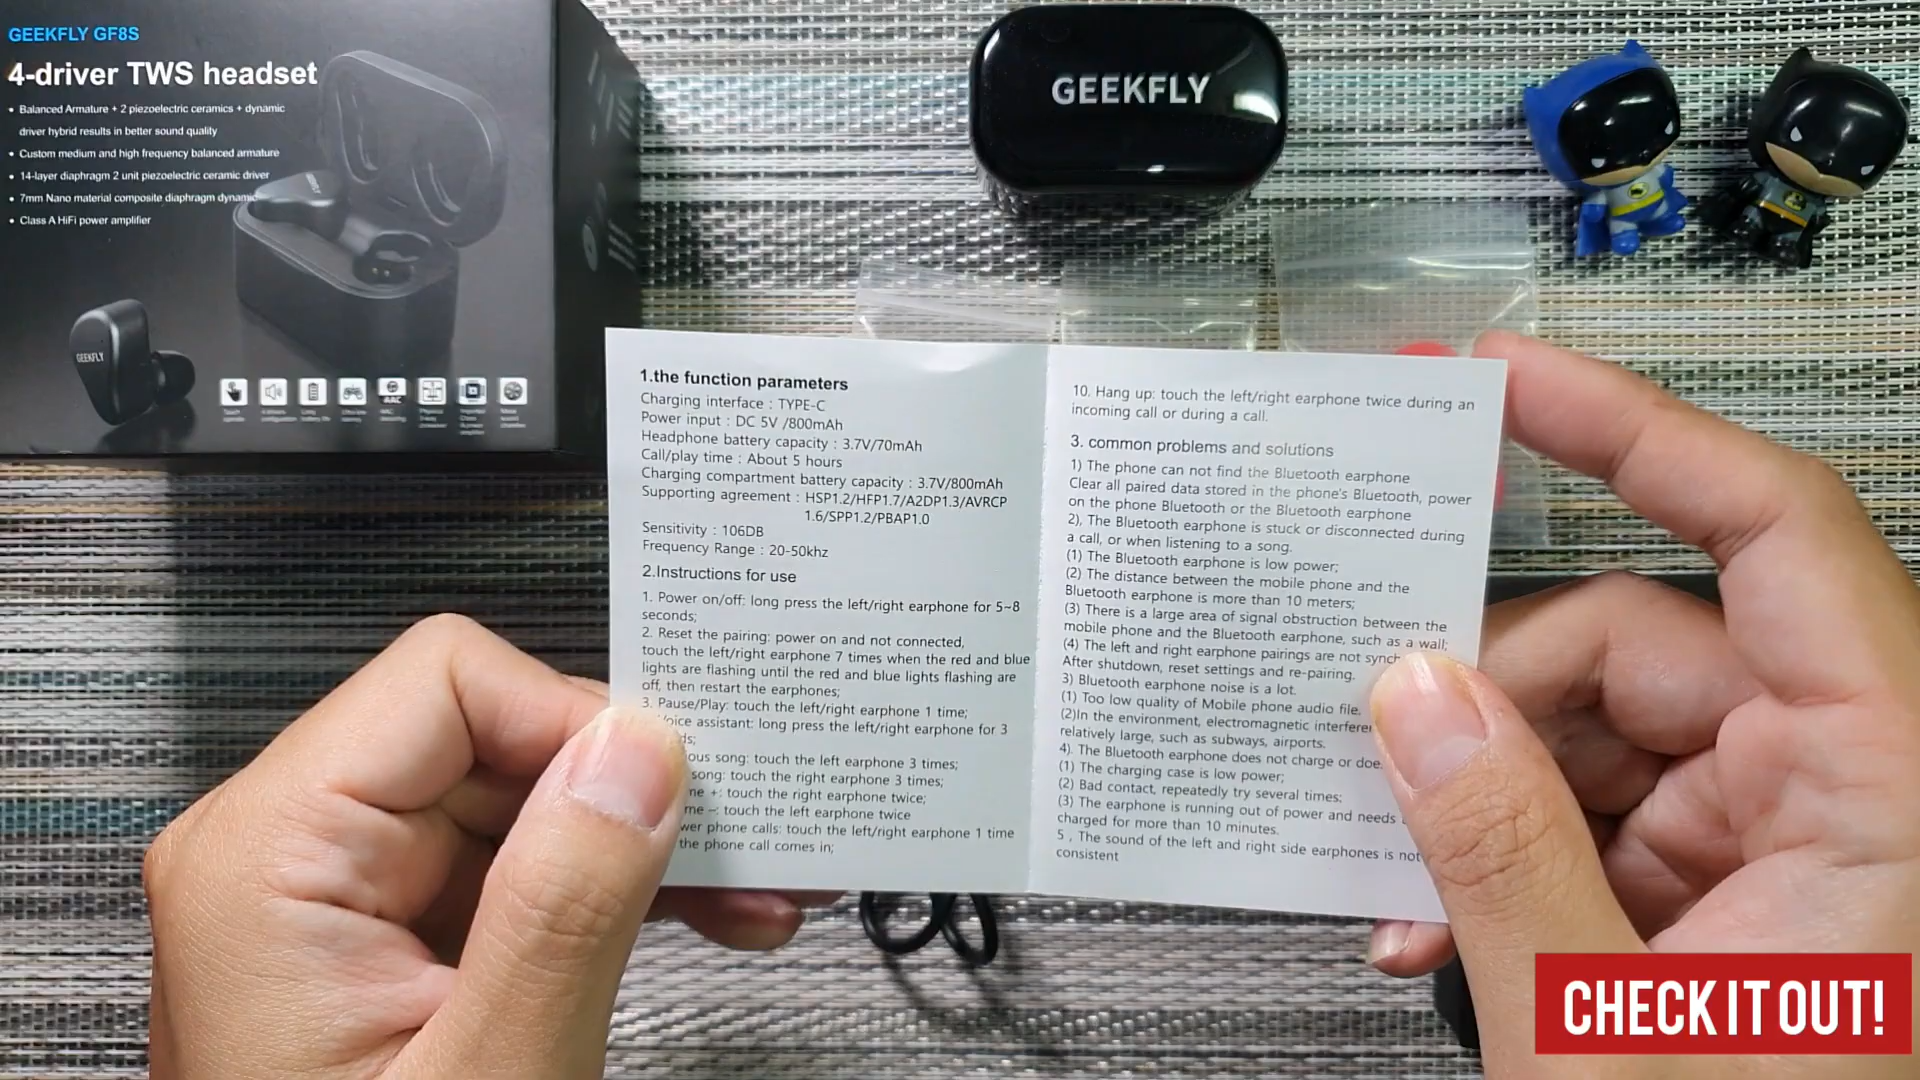 GEEKFLY GF8S
4-driver TWS headset
• Balanced Armature + 2 piezoelectric ceramics + dynamic
driver hybrid results in better sound quality
• Custom medium and high frequency balanced armature
• 14-layer diaphragm 2 unit piezoelectric ceramic driver
• 7mm Nano material composite diaphragm dynamic
• Class A HiFi power amplifier
GEEKFLY
GEEKFLY
AAC
1.the function parameters
Charging interface : TYPE-C
Power input : DC 5V /800mAh
Headphone battery capacity : 3.7V/70mAh
Call/play time : About 5 hours
Charging compartment battery capacity : 3.7V/800mAh
Supporting agreement : HSP1.2/HFP1.7/A2DP1.3/AVRCP
1.6/SPP1.2/PBAP1.0
Sensitivity : 106DB
Frequency Range : 20-50khz
2.Instructions for use
1. Power on/off: long press the left/right earphone for 5~8
seconds;
2. Reset the pairing: power on and not connected,
touch the left/right earphone 7 times when the red and blue
lights are flashing until the red and blue lights flashing are
off, then restart the earphones;
3. Pause/Play: touch the left/right earphone 1 time;
Voice assistant: long press the left/right earphone for 3
ds;
ous song: touch the left earphone 3 times;
song: touch the right earphone 3 times;
me +: touch the right earphone twice;
me -: touch the left earphone twice
wer phone calls: touch the left/right earphone 1 time
the phone call comes in;
10. Hang up: touch the left/right earphone twice during an
incoming call or during a call.
3. common problems and solutions
1) The phone can not find the Bluetooth earphone
Clear all paired data stored in the phone's Bluetooth, power
on the phone Bluetooth or the Bluetooth earphone
2), The Bluetooth earphone is stuck or disconnected during
a call, or when listening to a song.
(1) The Bluetooth earphone is low power;
(2) The distance between the mobile phone and the
Bluetooth earphone is more than 10 meters;
(3) There is a large area of signal obstruction between the
mobile phone and the Bluetooth earphone, such as a wall;
(4) The left and right earphone pairings are not synch
After shutdown, reset settings and re-pairing.
3) Bluetooth earphone noise is a lot.
(1) Too low quality of Mobile phone audio file.
(2)In the environment, electromagnetic interferen
relatively large, such as subways, airports.
4). The Bluetooth earphone does not charge or doe
(1) The charging case is low power;
(2) Bad contact, repeatedly try several times;
(3) The earphone is running out of power and needs
charged for more than 10 minutes.
5 , The sound of the left and right side earphones is not
consistent
CHECK IT OUT!